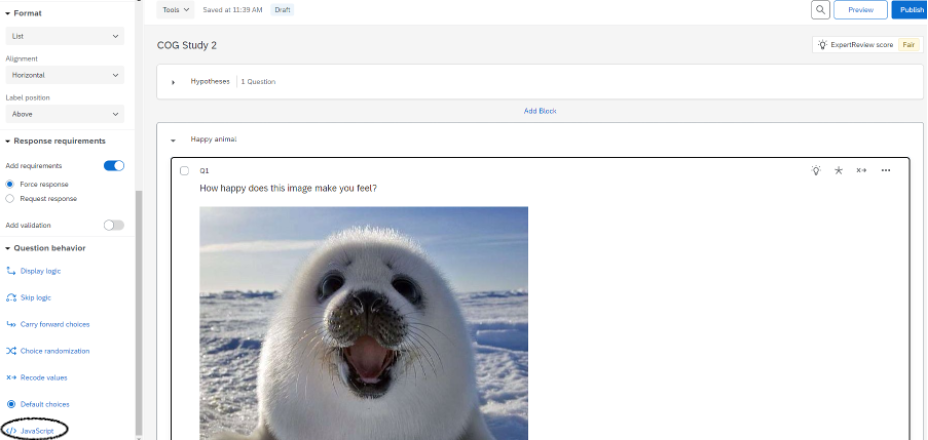 Format
List
Alignment
Horizontal
Label position
Above
Response requirements
Add requirements
Force response
Request response
Add validation
Question behavior
Display logic
Skip logic
Carry forward choices
Choice randomization
Recode values
Default choices
</> JavaScript
Tools Saved at 11:39 AM Draft
Preview
Publish
COG Study 2
ExpertReview score Fair
Hypotheses 1 Question
Add Block
Happy animal
Q1
How happy does this image make you feel?